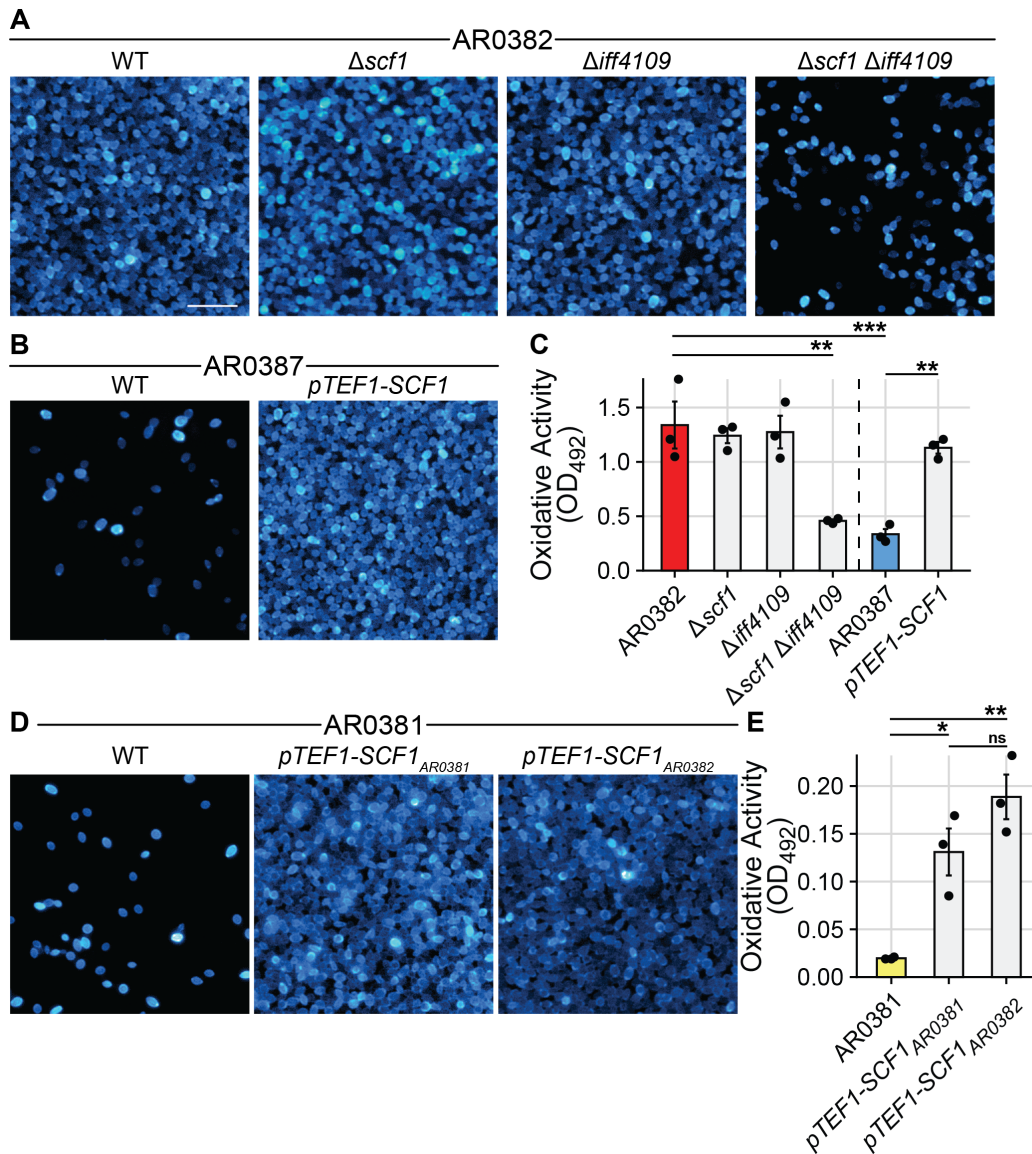 A
AR0382
WT
Δscf1
Δiff4109
Δscf1 Δiff4109
B
AR0387
WT
pTEF1-SCF1
C
***
**
**
Oxidative Activity
(OD492)
1.5
1.0
0.5
0.0
AR0382
Δscf1
Δiff4109
Δscf1 Δiff4109
AR0387
pTEF1-SCF1
D
AR0381
WT
pTEF1-SCF1AR0381
pTEF1-SCF1AR0382
E
**
*
ns
Oxidative Activity
(OD492)
0.20
0.15
0.10
0.05
0.00
AR0381
pTEF1-SCF1AR0381
pTEF1-SCF1AR0382